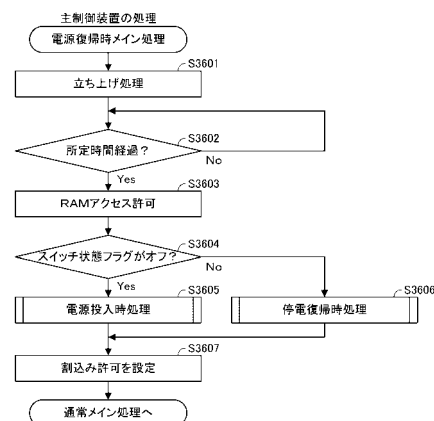 主制御装置の処理
電源復帰時メイン処理
S3601
立ち上げ処理
S3602
所定時間経過?
No
Yes
S3603
RAMアクセス許可
S3604
スイッチ状態フラグがオフ?
No
Yes
S3605
電源投入時処理
S3606
停電復帰時処理
S3607
割込み許可を設定
通常メイン処理へ